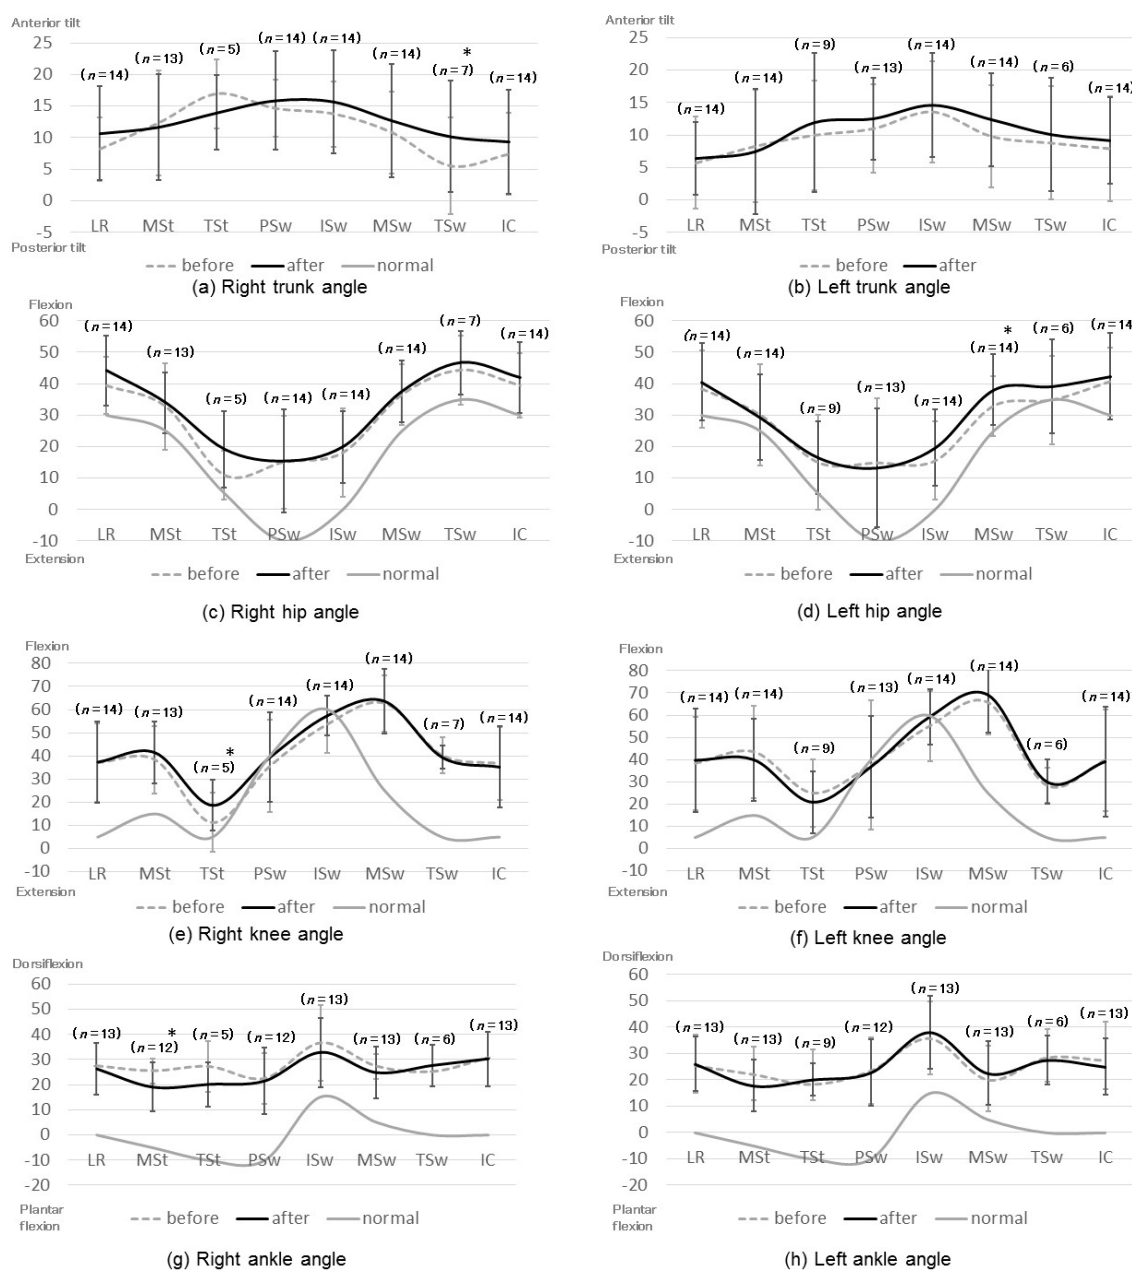 Anterior tilt
25
20
15
10
5
0
-5
(n=14)
(n=13)
(n=5)
(n=14)
(n=14)
(n=14)
*
(n=7)
(n=14)
LR MSt TSt PSw ISw MSw TSw IC
Posterior tilt
before after normal
(a) Right trunk angle
Anterior tilt
25
20
15
10
5
0
-5
(n=14)
(n=14)
(n=9)
(n=13)
(n=14)
(n=14)
(n=6)
(n=14)
LR MSt TSt PSw ISw MSw TSw IC
Posterior tilt
before after
(b) Left trunk angle
Flexion
60
50
40
30
20
10
0
-10
(n=14)
(n=13)
(n=5)
(n=14)
(n=14)
(n=14)
(n=7)
(n=14)
LR MSt TSt PSw ISw MSw TSw IC
Extension
before after normal
(c) Right hip angle
Flexion
60
50
40
30
20
10
0
-10
(n=14)
(n=14)
(n=9)
(n=13)
(n=14)
*
(n=14)
(n=6)
(n=14
LR MSt TSt PSw ISw MSw TSw IC
Extension
before after normal
(d) Left hip angle
Flexion
80
70
60
50
40
30
20
10
0
-10
(n=14)
(n=13)
*
(n=5)
(n=14)
(n=14)
(n=14)
(n=7)
(n=14)
LR MSt TSt PSw ISw MSw TSw IC
Extension
before after normal
(e) Right knee angle
Flexion
80
70
60
50
40
30
20
10
0
-10
(n=14)
(n=14)
(n=9)
(n=13)
(n=14)
(n=14)
(n=6)
(n=14)
LR MSt TSt PSw ISw MSw TSw IC
Extension
before after normal
(f) Left knee angle
Dorsiflexion
60
50
40
30
20
10
0
-10
-20
(n=13)
*
(n=12)
(n=5)
(n=12)
(n=13)
(n=13)
(n=6)
(n=13)
LR MSt TSt PSw ISw MSw TSw IC
Plantar
flexion
before after normal
(g) Right ankle angle
Dorsiflexion
60
50
40
30
20
10
0
-10
-20
(n=13)
(n=13)
(n=9)
(n=12)
(n=13)
(n=13)
(n=6)
(n=13)
LR MSt TSt PSw ISw MSw TSw IC
Plantar
flexion
before after normal
(h) Left ankle angle